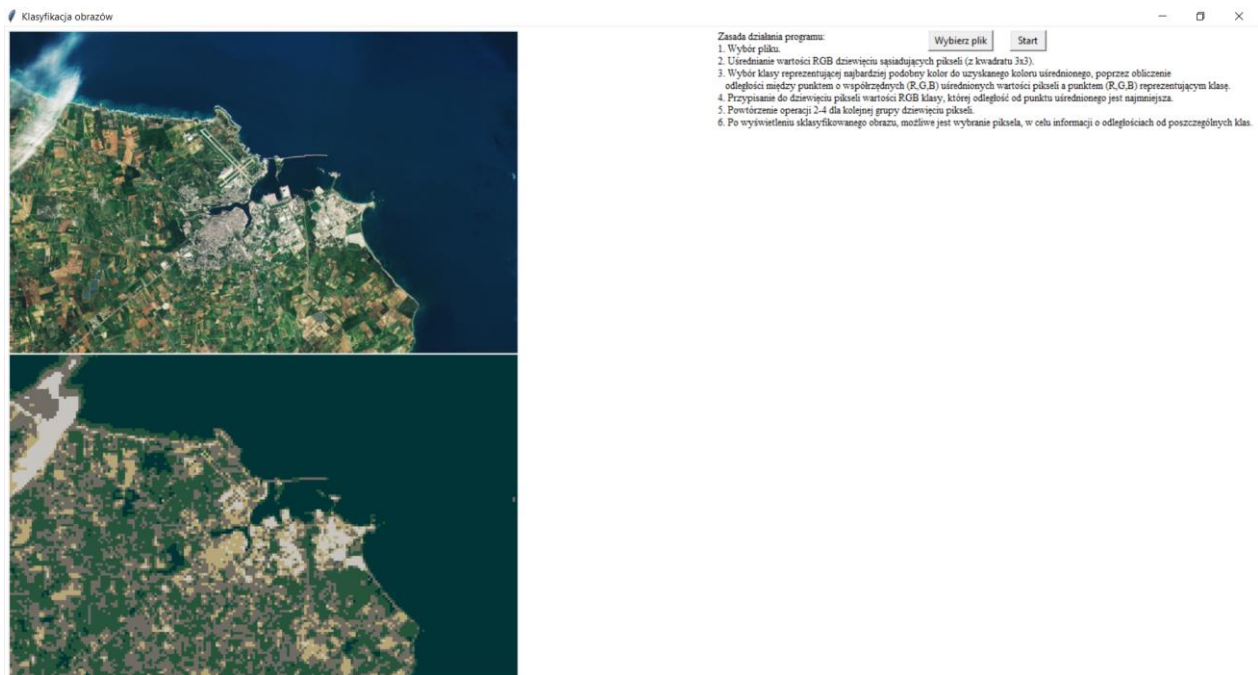 Klasyfikacja obrazów
Zasada działania programu:
Wybierz plik
Start
1. Wybór pliku.
2. Uśrednianie wartości RGB dziewięciu sąsiadujących pikseli (z kwadratu 3x3).
3. Wybór klasy reprezentującej najbardziej podobny kolor do uzyskanego koloru uśrednionego, poprzez obliczenie
odległości między punktem o współrzędnych (R,G,B) uśrednionych wartości pikseli a punktem (R,G,B) reprezentującym klasę.
4. Przypisanie do dziewięciu pikseli wartości RGB klasy, której odległość od punktu uśrednionego jest najmniejsza.
5. Powtórzenie operacji 2-4 dla kolejnej grupy dziewięciu pikseli.
6. Po wyświetleniu sklasyfikowanego obrazu, możliwe jest wybranie piksela, w celu informacji o odległościach od poszczególnych klas.